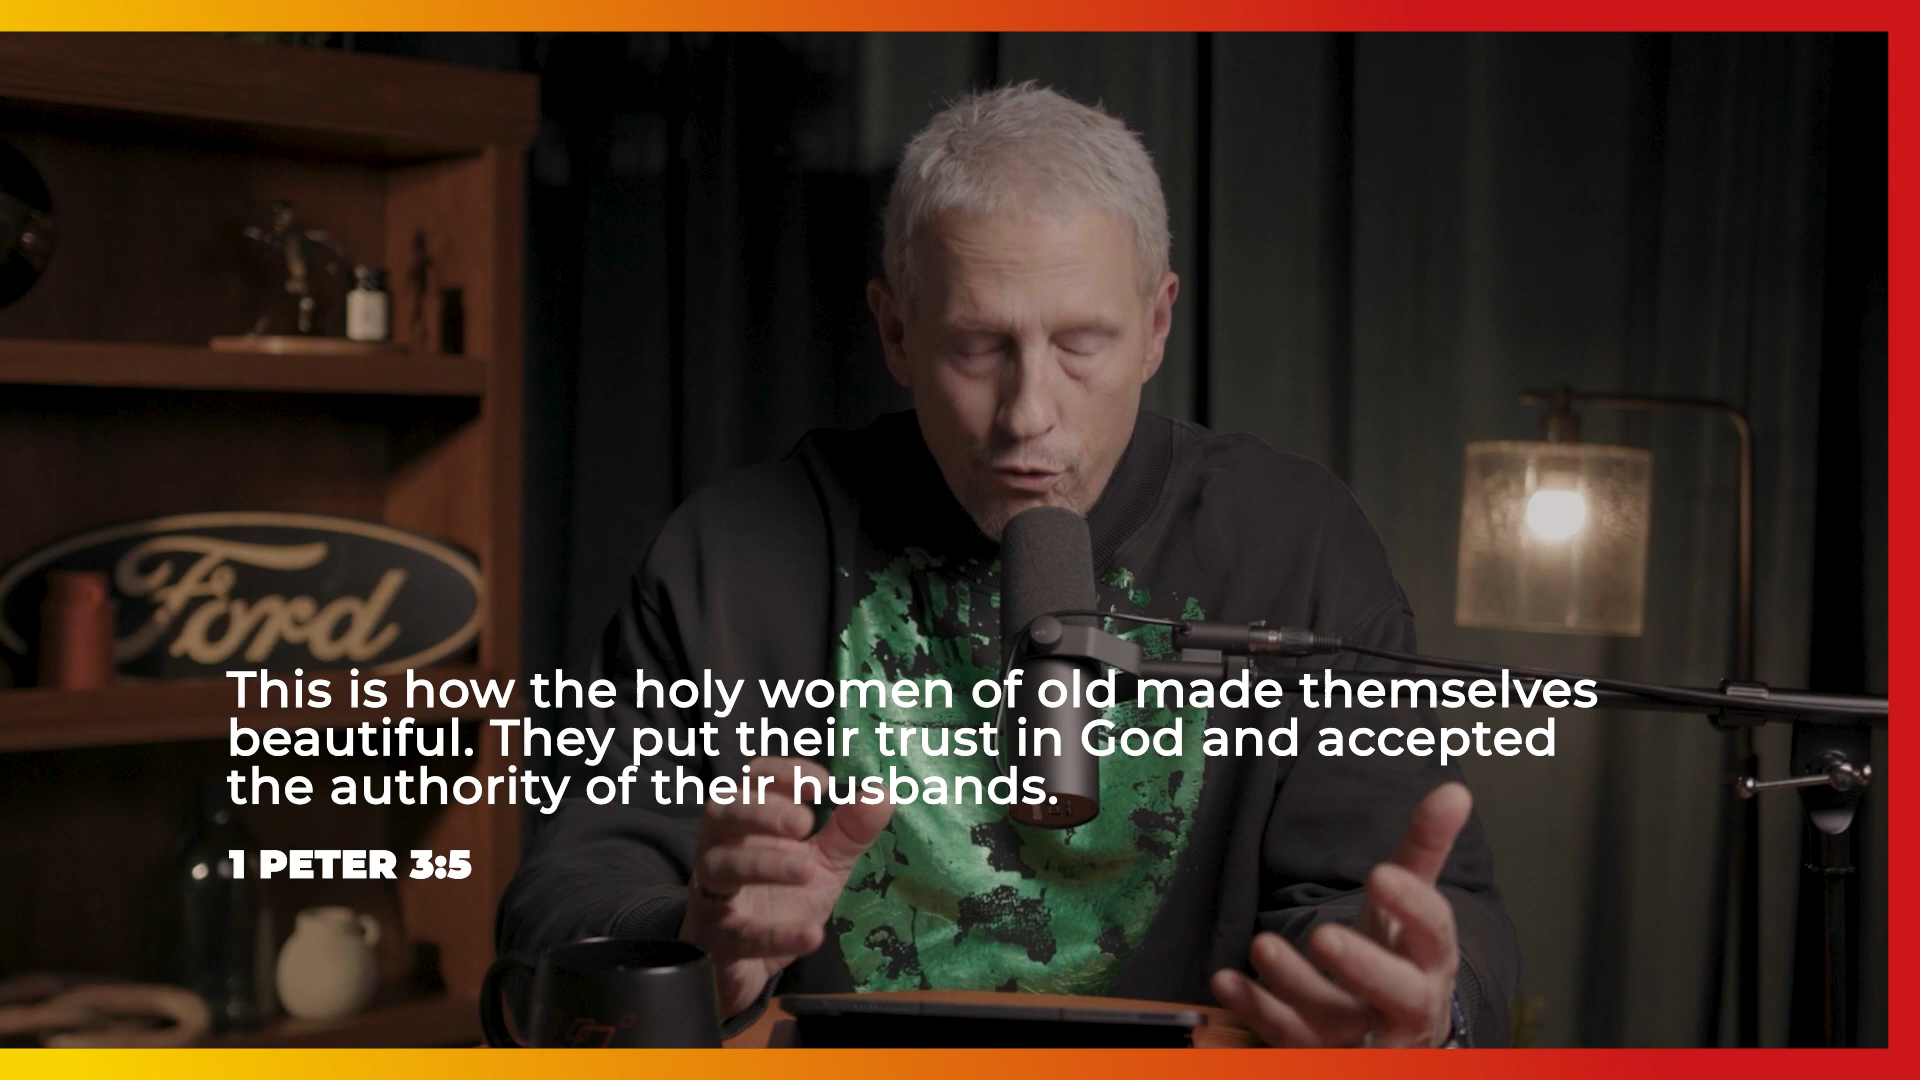 Ford
This is how the holy women of old made themselves
beautiful. They put their trust in God and accepted
the authority of their husbands.
1 PETER 3:5